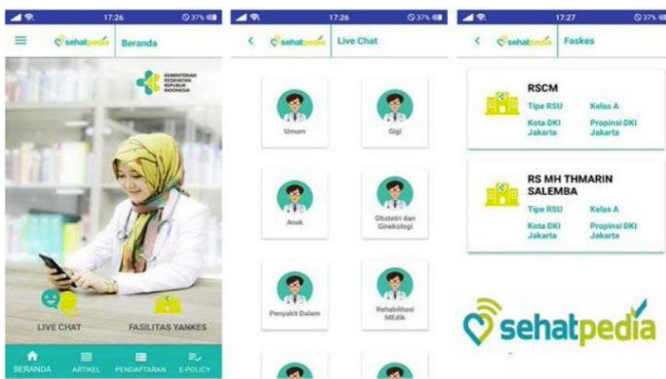 17:26
37%
sehatpedia
Beranda
KEMENTERIAN
KESEHATAN
REPUBLIK
INDONESIA
LIVE CHAT
FASILITAS YANKES
BERANDA
ARTIKEL
PENDAFTARAN
E-POLICY
17:26
37%
sehatpedia
Live Chat
Umum
Gigi
Anak
Obstetri dan
Ginekologi
Penyakit Dalam
Rehabilitasi
MEdik
17:27
37%
sehatpedia
Faskes
RSCM
Tipe RSU
Kelas A
Kota DKI
Jakarta
Propinsi DKI
Jakarta
RS MH THMARIN
SALEMBA
Tipe RSU
Kelas A
Kota DKI
Jakarta
Propinsi DKI
Jakarta
sehatpedia